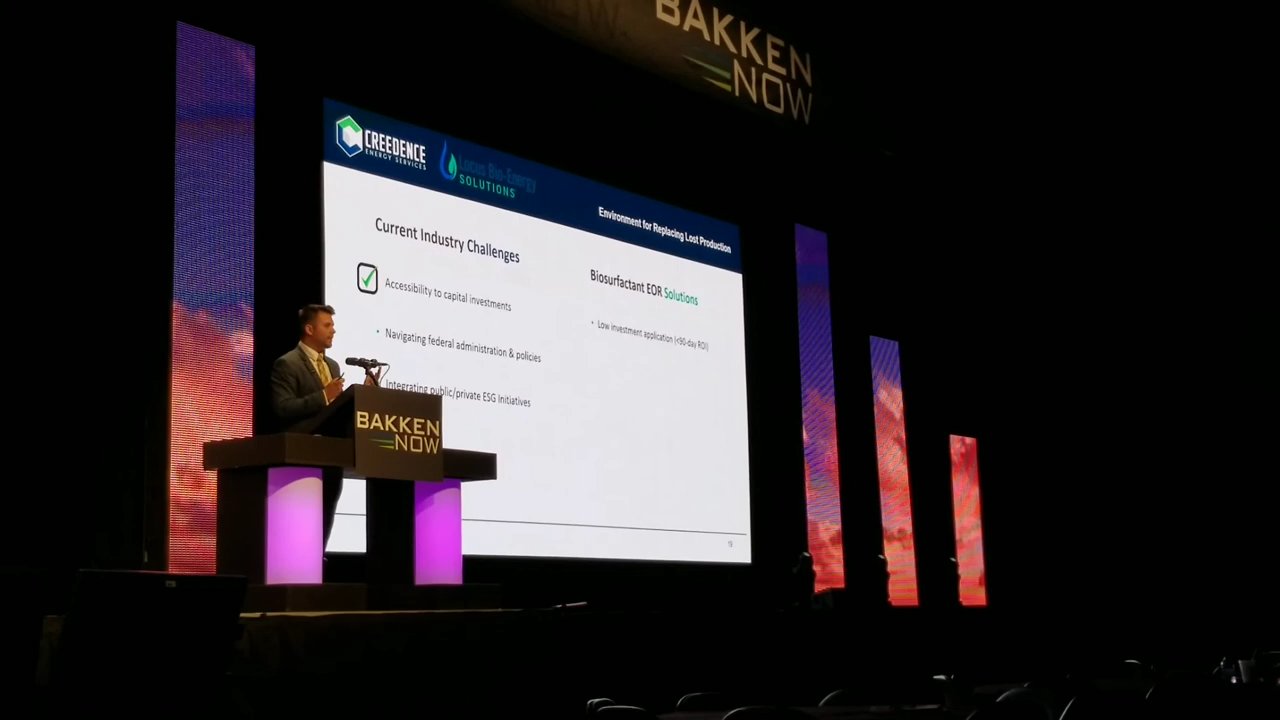 BAKKEN
NOW
CREEDENCE
ENERGY SERVICES
Locus Bio-Energy
SOLUTIONS
Environment for Replacing Lost Production
Current Industry Challenges
Accessibility to capital investments
• Navigating federal administration & policies
Integrating public/private ESG Initiatives
Biosurfactant EOR Solutions
• Low investment application (<90-day ROI)
BAKKEN
NOW